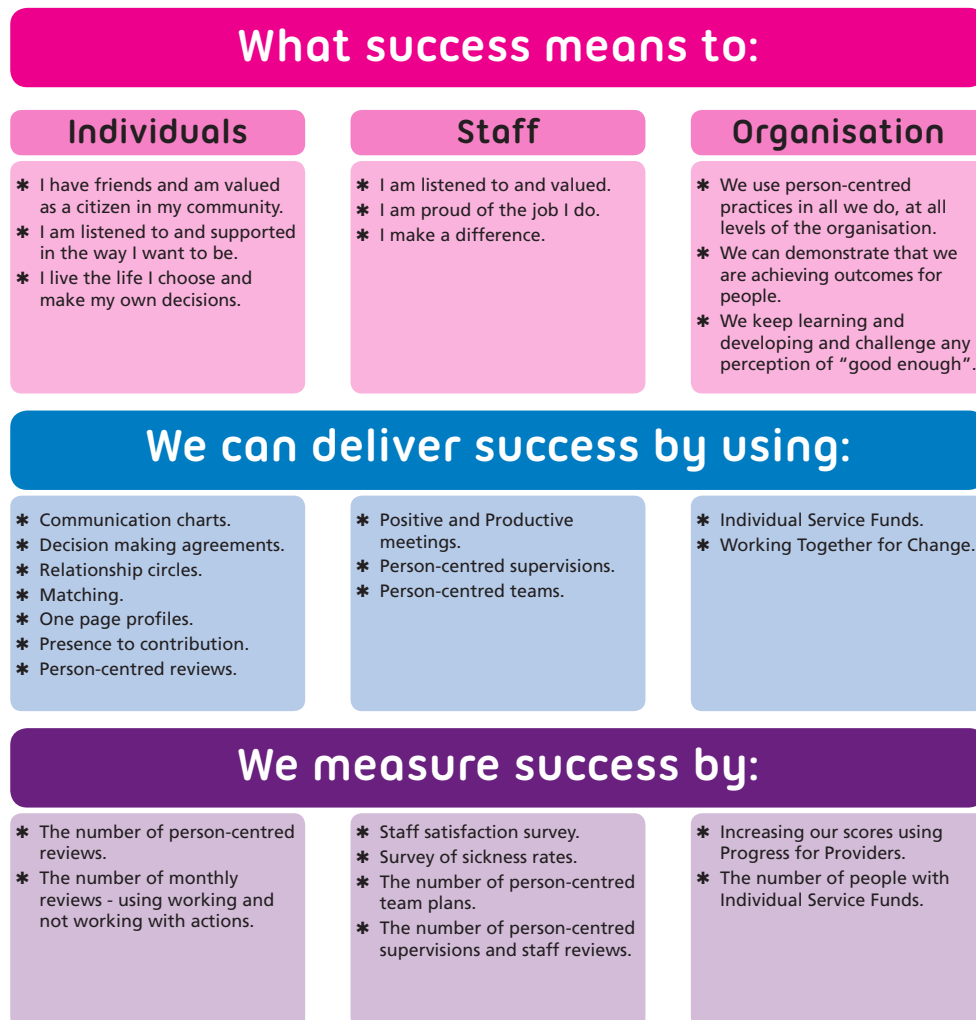 What success means to:
Individuals
✱ I have friends and am valued
as a citizen in my community.
✱ I am listened to and supported
in the way I want to be.
✱ I live the life I choose and
make my own decisions.
Staff
✱ I am listened to and valued.
✱ I am proud of the job I do.
✱ I make a difference.
Organisation
✱ We use person-centred
practices in all we do, at all
levels of the organisation.
✱ We can demonstrate that we
are achieving outcomes for
people.
✱ We keep learning and
developing and challenge any
perception of “good enough”.
We can deliver success by using:
✱ Communication charts.
✱ Decision making agreements.
✱ Relationship circles.
✱ Matching.
✱ One page profiles.
✱ Presence to contribution.
✱ Person-centred reviews.
✱ Positive and Productive
meetings.
✱ Person-centred supervisions.
✱ Person-centred teams.
✱ Individual Service Funds.
✱ Working Together for Change.
We measure success by:
✱ The number of person-centred
reviews.
✱ The number of monthly
reviews - using working and
not working with actions.
✱ Staff satisfaction survey.
✱ Survey of sickness rates.
✱ The number of person-centred
team plans.
✱ The number of person-centred
supervisions and staff reviews.
✱ Increasing our scores using
Progress for Providers.
✱ The number of people with
Individual Service Funds.